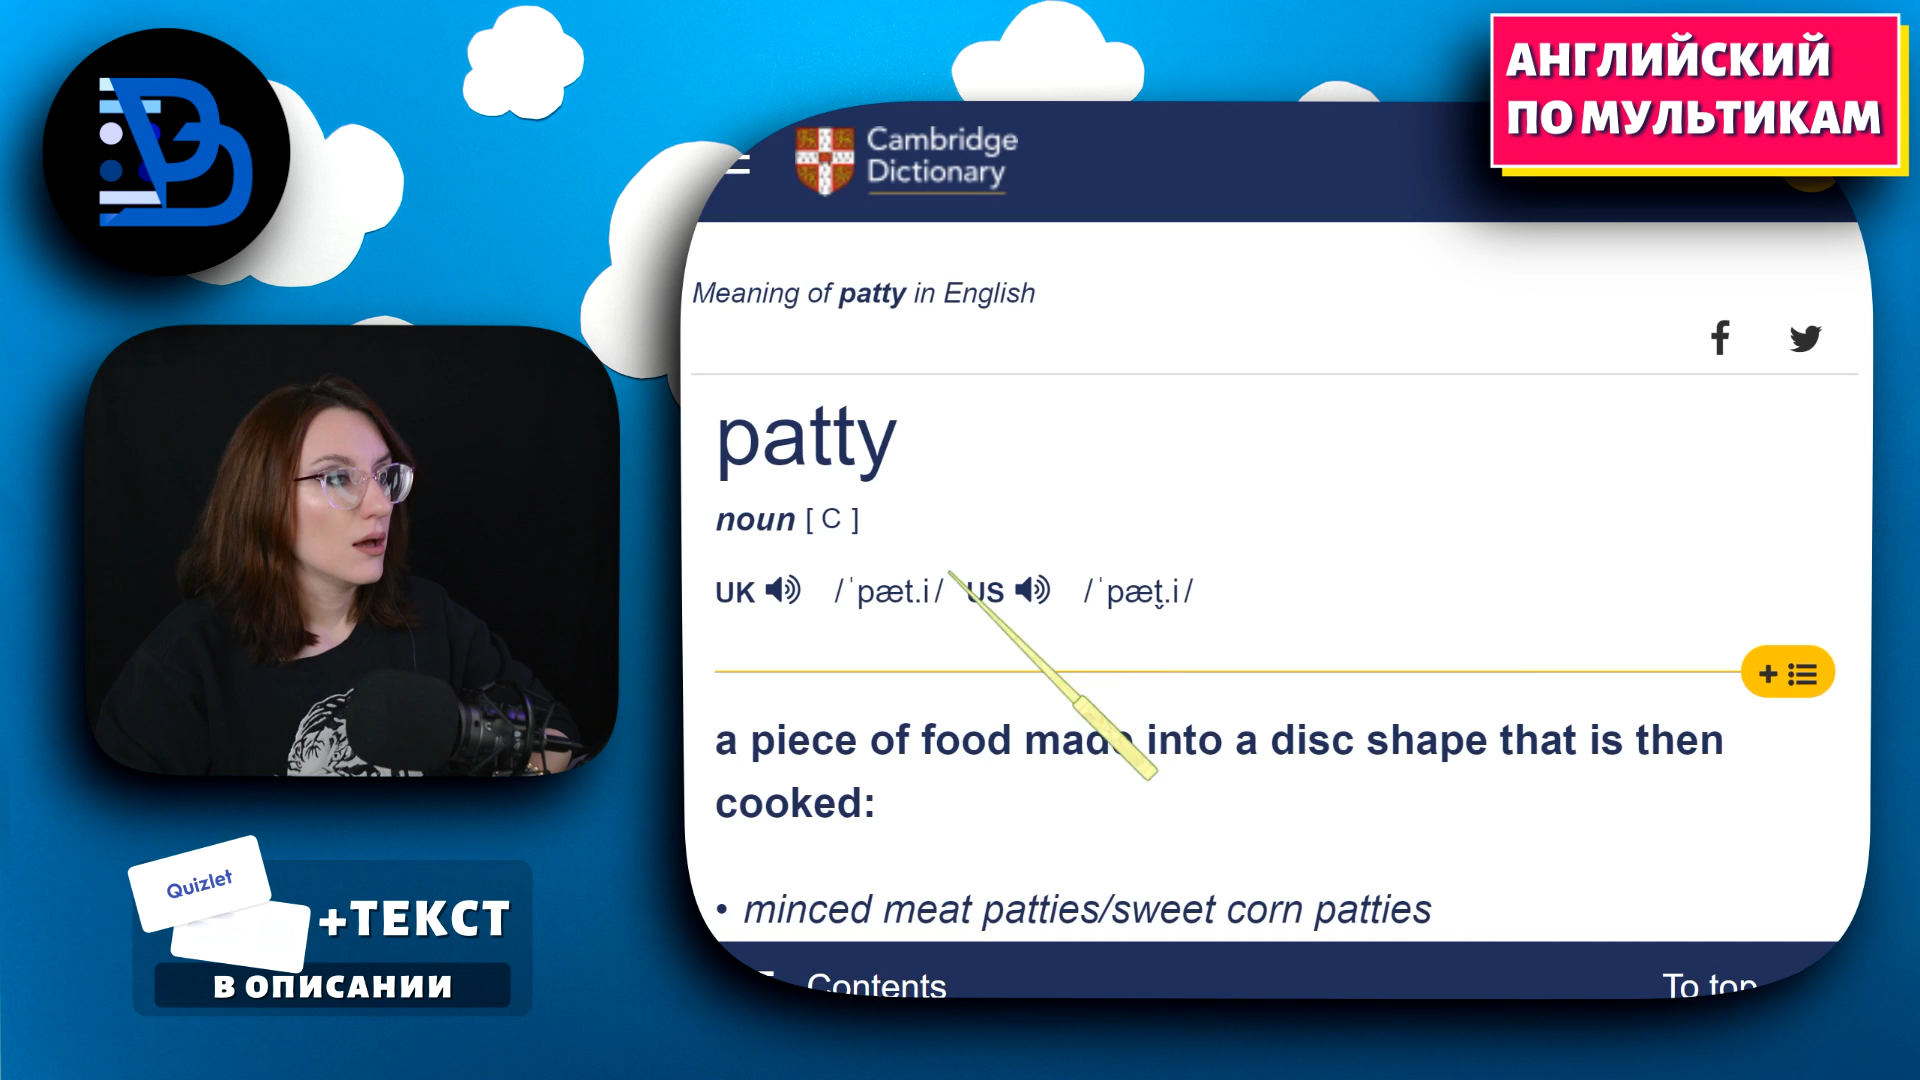 АНГЛИЙСКИЙ
ПО МУЛЬТИКАМ
Cambridge
Dictionary
Meaning of patty in English
patty
noun [ C ]
UK /ˈpæt.i/ US /ˈpæt̬.i/
a piece of food made into a disc shape that is then
cooked:
• minced meat patties/sweet corn patties
Contents
To top
Quizlet
+ТЕКСТ
В ОПИСАНИИ